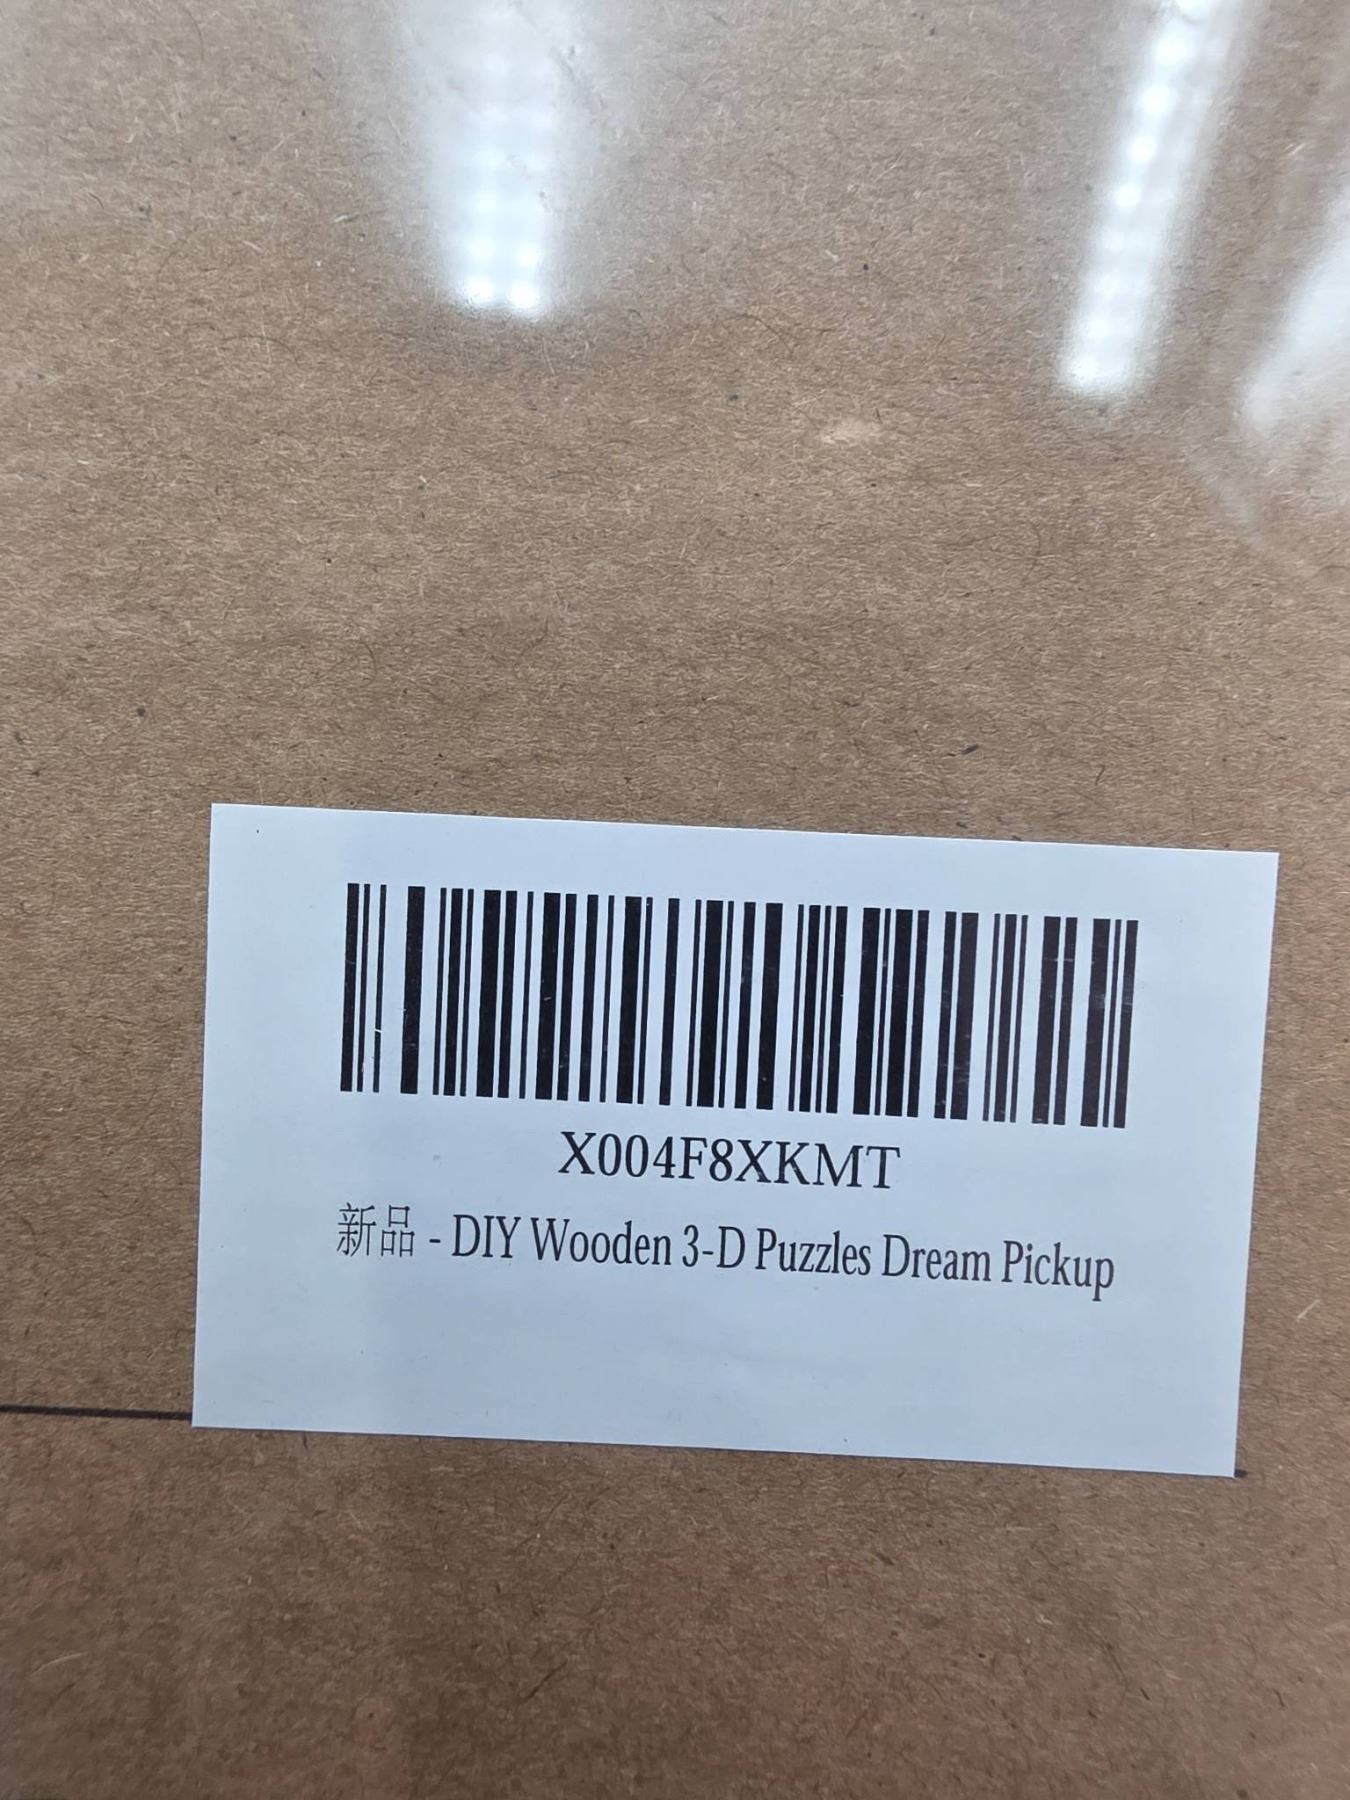 X004F8XKMT
新品 - DIY Wooden 3-D Puzzles Dream Pickup